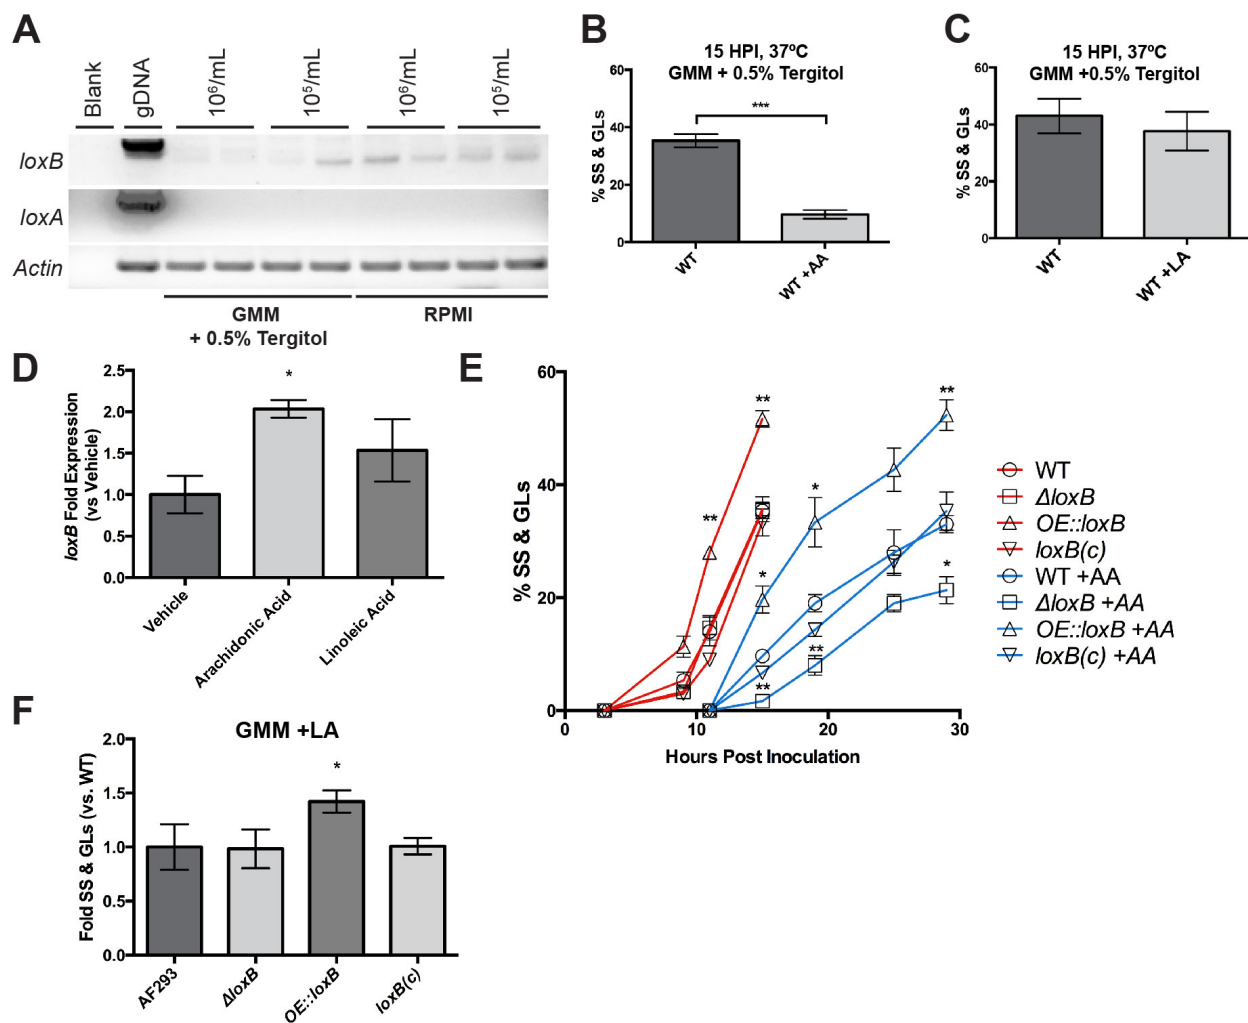 A
Blank
gDNA
10⁶/mL
10⁵/mL
10⁶/mL
10⁵/mL
loxB
loxA
Actin
GMM
+ 0.5% Tergitol
RPMI
B
15 HPI, 37ºC
GMM + 0.5% Tergitol
% SS & GLs
60
40
20
0
***
WT
WT +AA
C
15 HPI, 37ºC
GMM +0.5% Tergitol
% SS & GLs
60
40
20
0
WT
WT +LA
D
loxB Fold Expression
(vs Vehicle)
2.5
2.0
1.5
1.0
0.5
0.0
*
Vehicle
Arachidonic Acid
Linoleic Acid
E
% SS & GLs
60
40
20
0
0
10
20
30
Hours Post Inoculation
**
**
*
*
**
**
**
*
WT
ΔloxB
OE::loxB
loxB(c)
WT +AA
ΔloxB +AA
OE::loxB +AA
loxB(c) +AA
F
GMM +LA
Fold SS & GLs (vs. WT)
2.0
1.5
1.0
0.5
0.0
*
AF293
ΔloxB
OE::loxB
loxB(c)